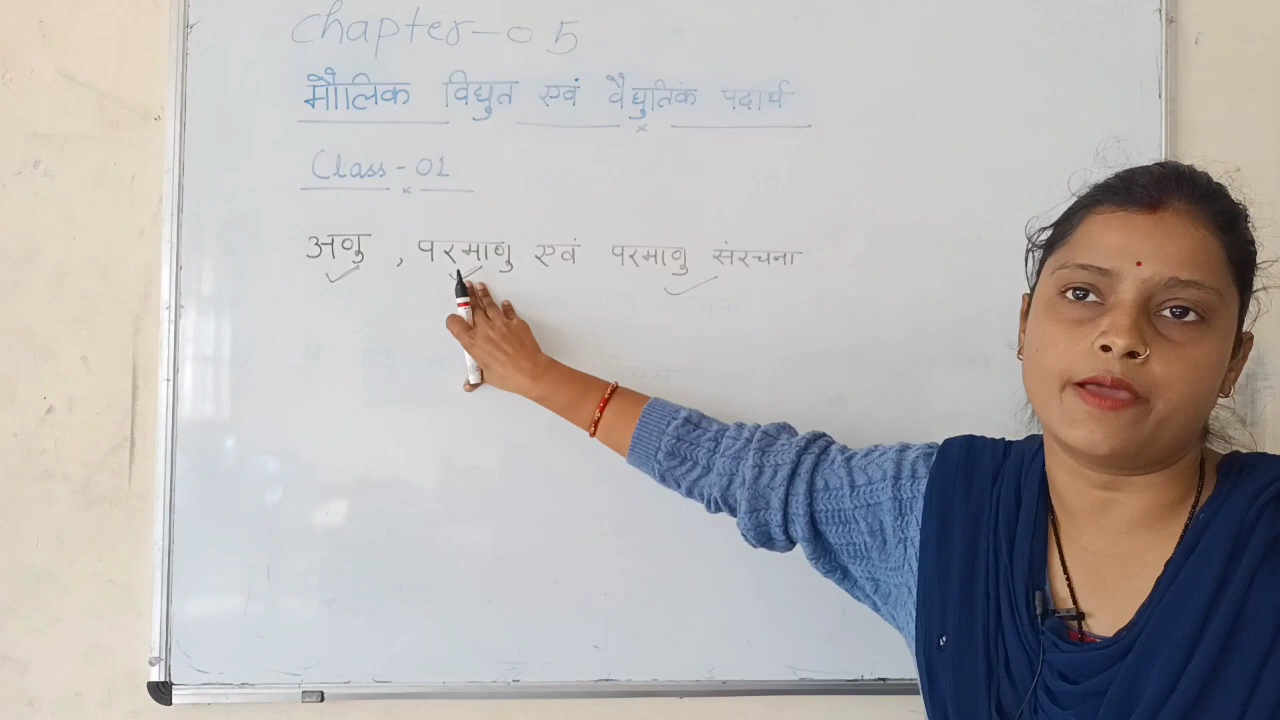 Chapter-05
मौलिक विद्युत एवं वैद्युतिक पदार्थ
Class-01
अणु , परमाणु एवं परमाणु संरचना